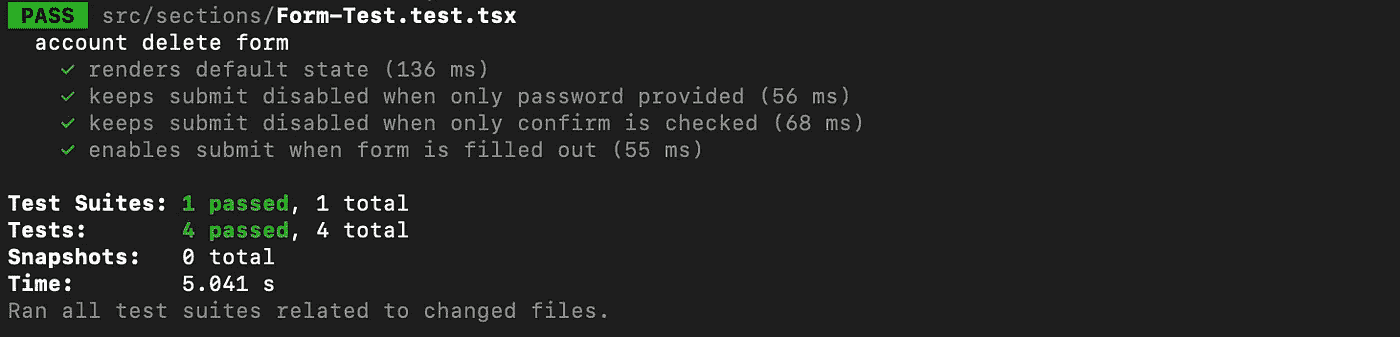 PASS src/sections/Form-Test.test.tsx
account delete form
✓ renders default state (136 ms)
✓ keeps submit disabled when only password provided (56 ms)
✓ keeps submit disabled when only confirm is checked (68 ms)
✓ enables submit when form is filled out (55 ms)
Test Suites: 1 passed, 1 total
Tests: 4 passed, 4 total
Snapshots: 0 total
Time: 5.041 s
Ran all test suites related to changed files.